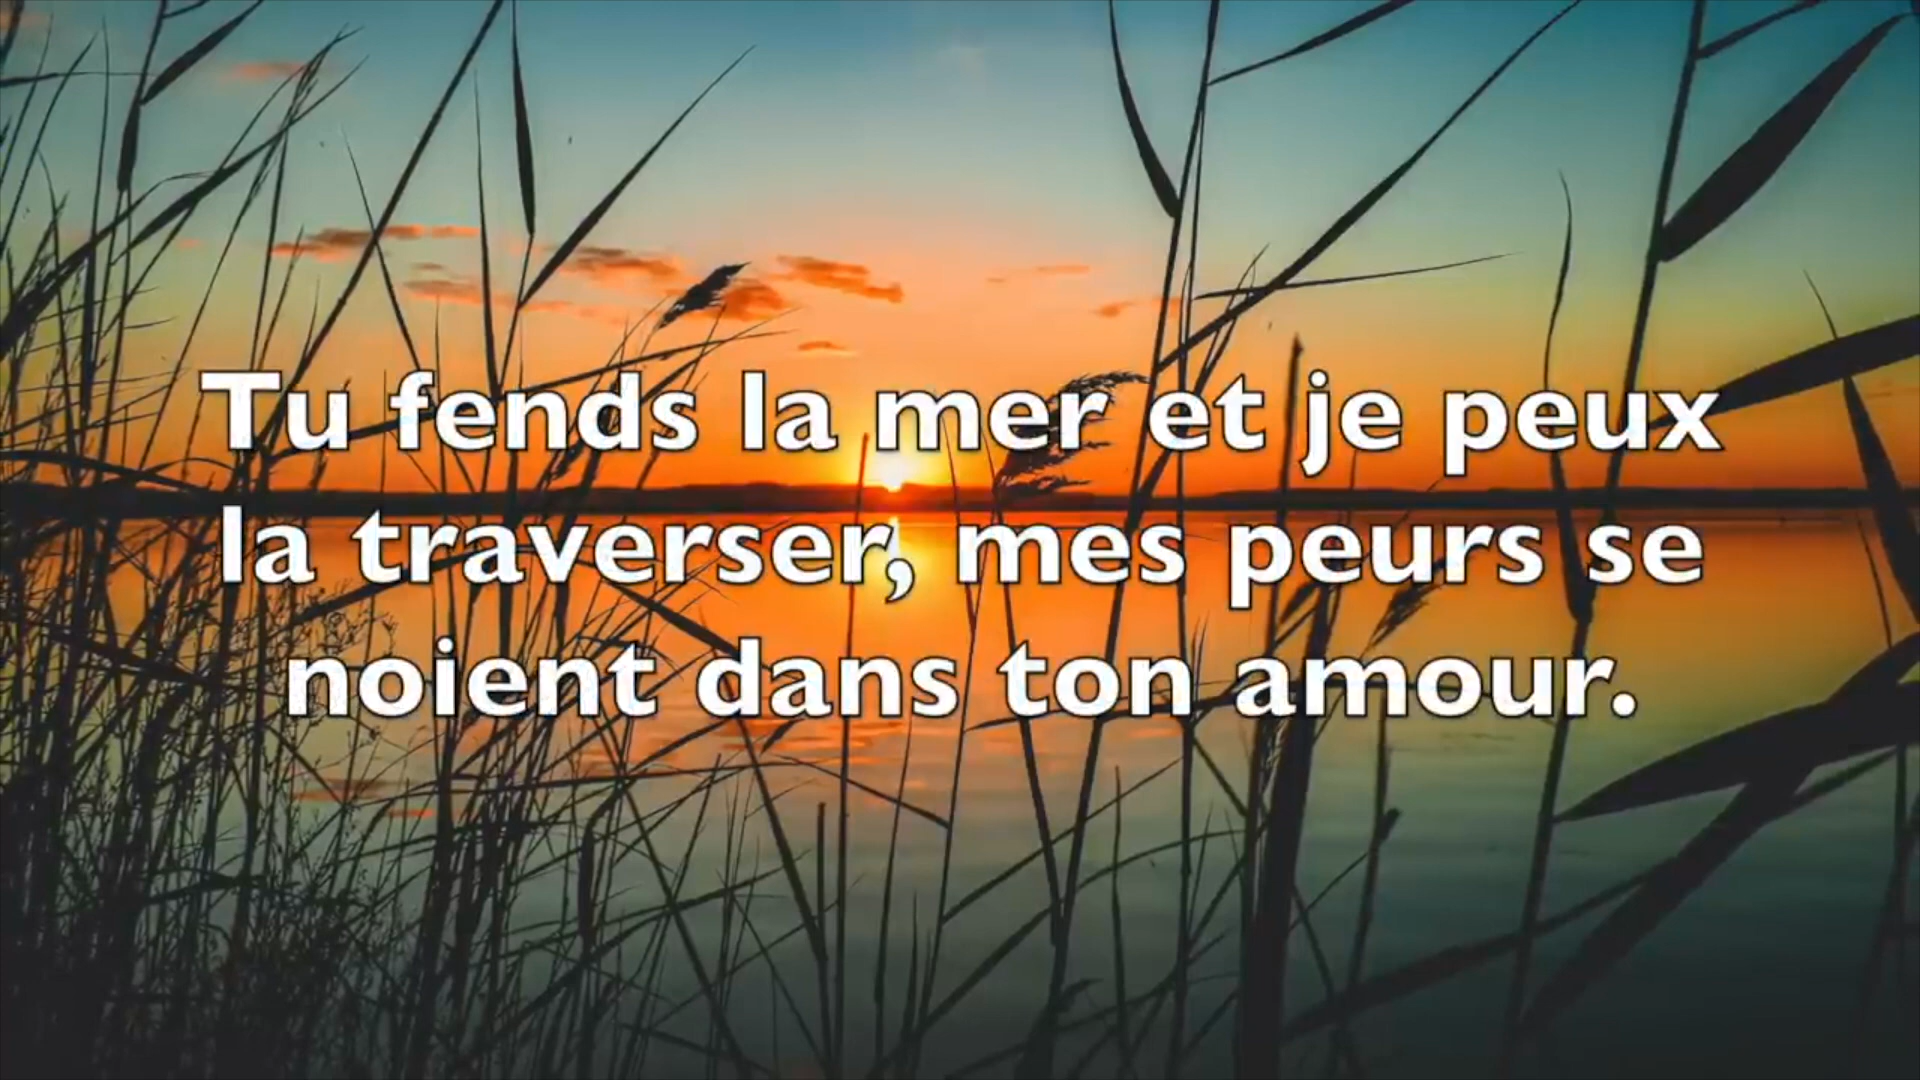 Tu fends la mer et je peux
la traverser, mes peurs se
noient dans ton amour.